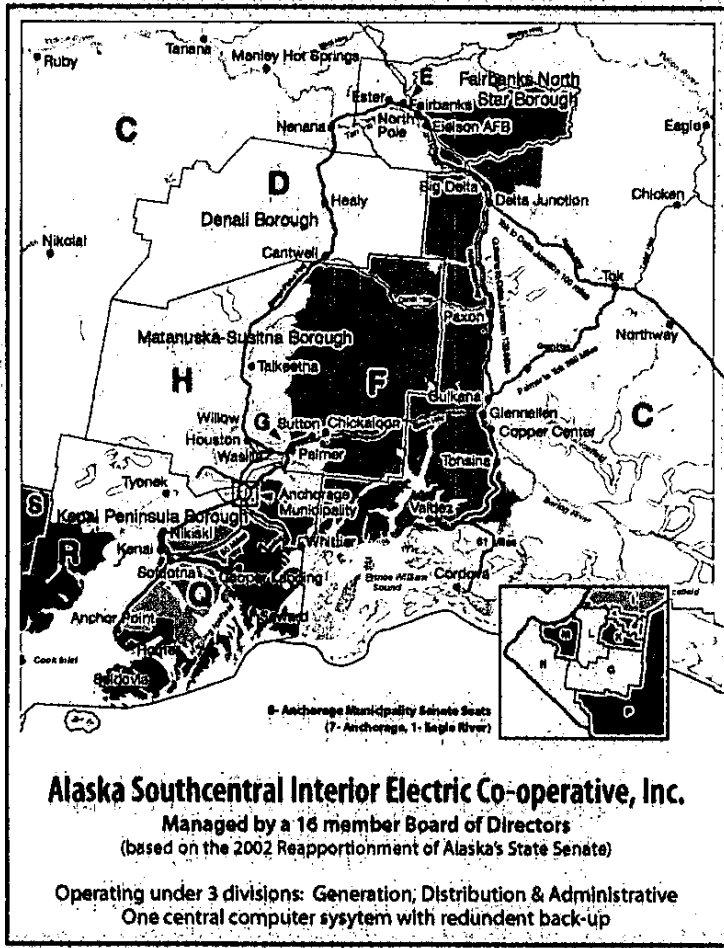 Ruby
Tanana
Manley Hot Springs
E
Fairbanks North
Star Borough
Ester
Fairbanks
North
Pole
Eielson AFB
Nenana
Eagle
C
D
Big Delta
Delta Junction
Chicken
Healy
Denali Borough
Nikolai
Cantwell
Tok
Paxon
Northway
Matanuska-Susitna Borough
Talkeetna
H
F
Gulkana
C
Willow
G
Sutton
Chickaloon
Glennellen
Houston
Copper Center
Palmer
Tonsina
Tyonek
Anchorage
Municipality
Valdez
S
Kenai Peninsula Borough
Nikiski
Whittier
61 Miles
R
Kenai
Soldotna
Cooper Landing
Cordova
Q
Seward
Anchor Point
Homer
Cook Inlet
Seldovia
M
L
K
N
P
8- Anchorage Municipality Senate Seats
(7- Anchorage, 1- Eagle River)
Alaska Southcentral Interior Electric Co-operative, Inc.
Managed by a 16 member Board of Directors
(based on the 2002 Reapportionment of Alaska's State Senate)
Operating under 3 divisions: Generation, Distribution & Administrative
One central computer sysytem with redundent back-up